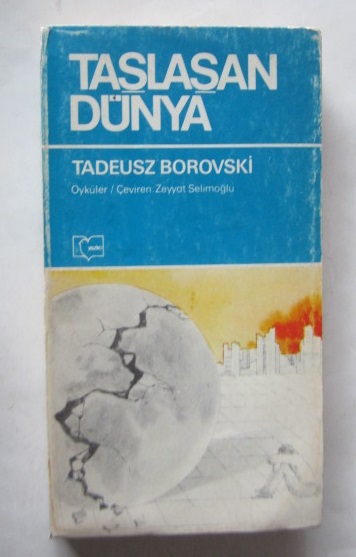 TAŞLAŞAN
DÜNYA
TADEUSZ BOROVSKİ
Öyküler / Çeviren: Zeyyat Selimoğlu